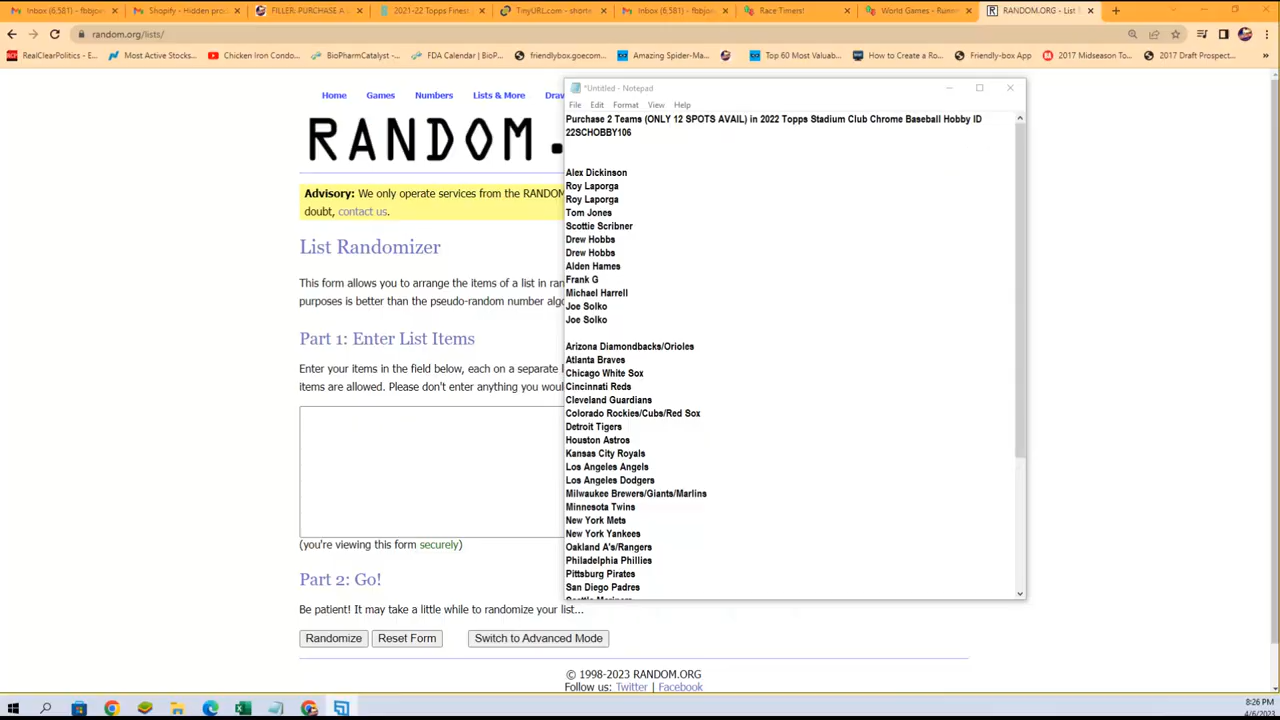 Inbox (6,581) - fbbjon
Shopify - Hidden pro
FILLER: PURCHASE A
2021-22 Topps Finest
TinyURL.com - shorte
Inbox (6,581) - fbbjo
Race Timers!
World Games - Runn
RANDOM.ORG - List
random.org/lists/
RealClearPolitics - E...
Most Active Stocks...
Chicken Iron Condo...
BioPharmCatalyst -...
FDA Calendar | BioP...
friendlybox.goecom...
Amazing Spider-Ma...
Top 60 Most Valuab...
How to Create a Ro...
Friendly-box App
2017 Midseason To...
2017 Draft Prospect...
Home
Games
Numbers
Lists & More
RANDOM.
Advisory: We only operate services from the RANDOM
doubt, contact us.
List Randomizer
This form allows you to arrange the items of a list in ran
purposes is better than the pseudo-random number algo
Part 1: Enter List Items
Enter your items in the field below, each on a separate
items are allowed. Please don't enter anything you wou
(you're viewing this form securely)
Part 2: Go!
Be patient! It may take a little while to randomize your list...
Randomize
Reset Form
Switch to Advanced Mode
© 1998-2023 RANDOM.ORG
Follow us: Twitter | Facebook
*Untitled - Notepad
File Edit Format View Help
Purchase 2 Teams (ONLY 12 SPOTS AVAIL) in 2022 Topps Stadium Club Chrome Baseball Hobby ID
22SCHOBBY106
Alex Dickinson
Roy Laporga
Roy Laporga
Tom Jones
Scottie Scribner
Drew Hobbs
Drew Hobbs
Alden Hames
Frank G
Michael Harrell
Joe Solko
Joe Solko
Arizona Diamondbacks/Orioles
Atlanta Braves
Chicago White Sox
Cincinnati Reds
Cleveland Guardians
Colorado Rockies/Cubs/Red Sox
Detroit Tigers
Houston Astros
Kansas City Royals
Los Angeles Angels
Los Angeles Dodgers
Milwaukee Brewers/Giants/Marlins
Minnesota Twins
New York Mets
New York Yankees
Oakland A's/Rangers
Philadelphia Phillies
Pittsburg Pirates
San Diego Padres
8:26 PM
4/6/2023